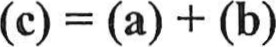 (c) = (a) + (b)